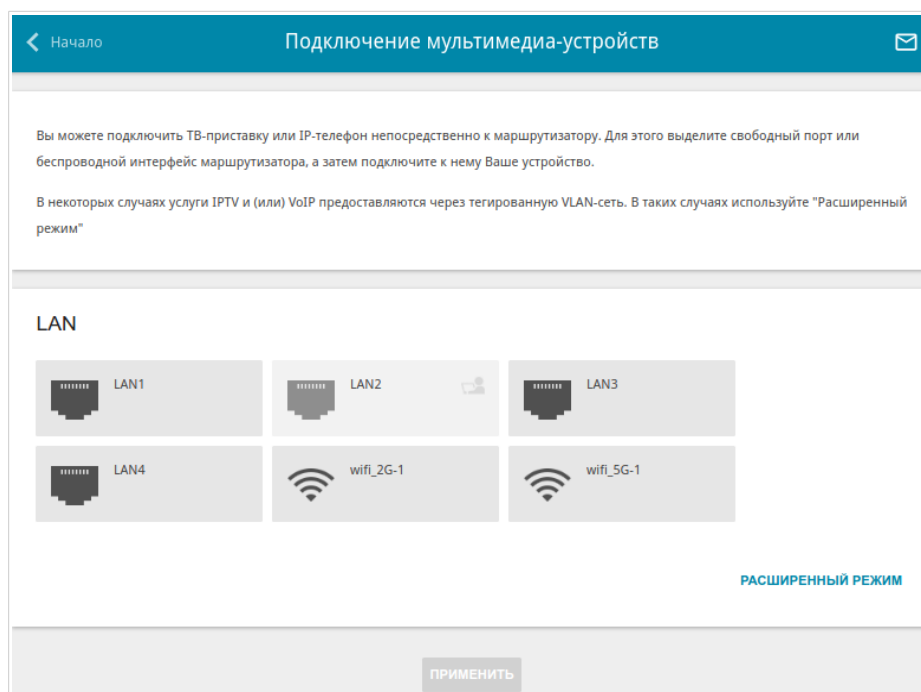 Начало
Подключение мультимедиа-устройств
Вы можете подключить ТВ-приставку или IP-телефон непосредственно к маршрутизатору. Для этого выделите свободный порт или
беспроводной интерфейс маршрутизатора, а затем подключите к нему Ваше устройство.
В некоторых случаях услуги IPTV и (или) VoIP предоставляются через тегированную VLAN-сеть. В таких случаях используйте "Расширенный
режим"
LAN
LAN1
LAN2
LAN3
LAN4
wifi_2G-1
wifi_5G-1
РАСШИРЕННЫЙ РЕЖИМ
ПРИМЕНИТЬ